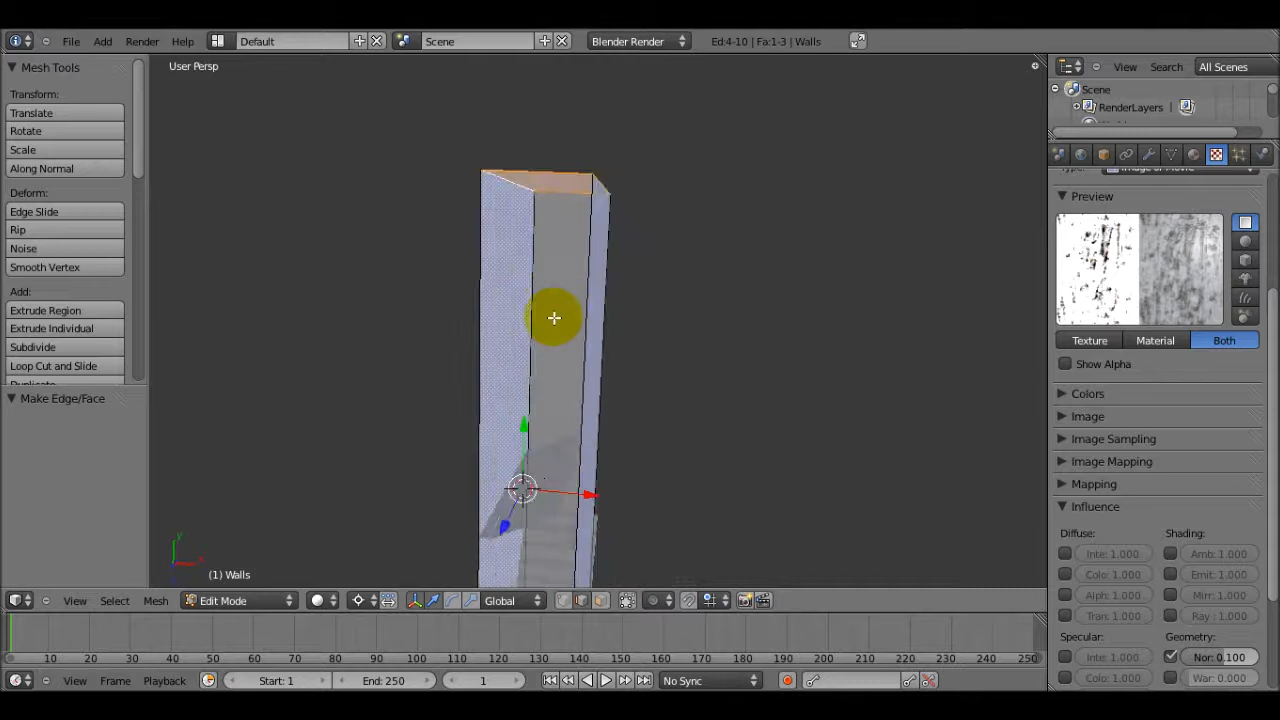 File Add Render Help Default Scene Blender Render Ed:4-10 | Fa:1-3 | Walls
Mesh Tools
Transform:
Translate
Rotate
Scale
Along Normal
Deform:
Edge Slide
Rip
Noise
Smooth Vertex
Add:
Extrude Region
Extrude Individual
Subdivide
Loop Cut and Slide
Duplicate
Make Edge/Face
User Persp
(1) Walls
View Search All Scenes
Scene
RenderLayers
Type: Image or Movie
Preview
Texture Material Both
Show Alpha
Colors
Image
Image Sampling
Image Mapping
Mapping
Influence
Diffuse: Shading:
Inte: 1.000 Amb: 1.000
Colo: 1.000 Emit: 1.000
Alph: 1.000 Mirr: 1.000
Tran: 1.000 Ray : 1.000
Specular: Geometry:
Inte: 1.000 Nor: 0.100
Colo: 1.000 War: 0.000
View Select Mesh Edit Mode Global
10 20 30 40 50 60 70 80 90 100 110 120 130 140 150 160 170 180 190 200 210 220 230 240 250
View Frame Playback Start: 1 End: 250 1 No Sync